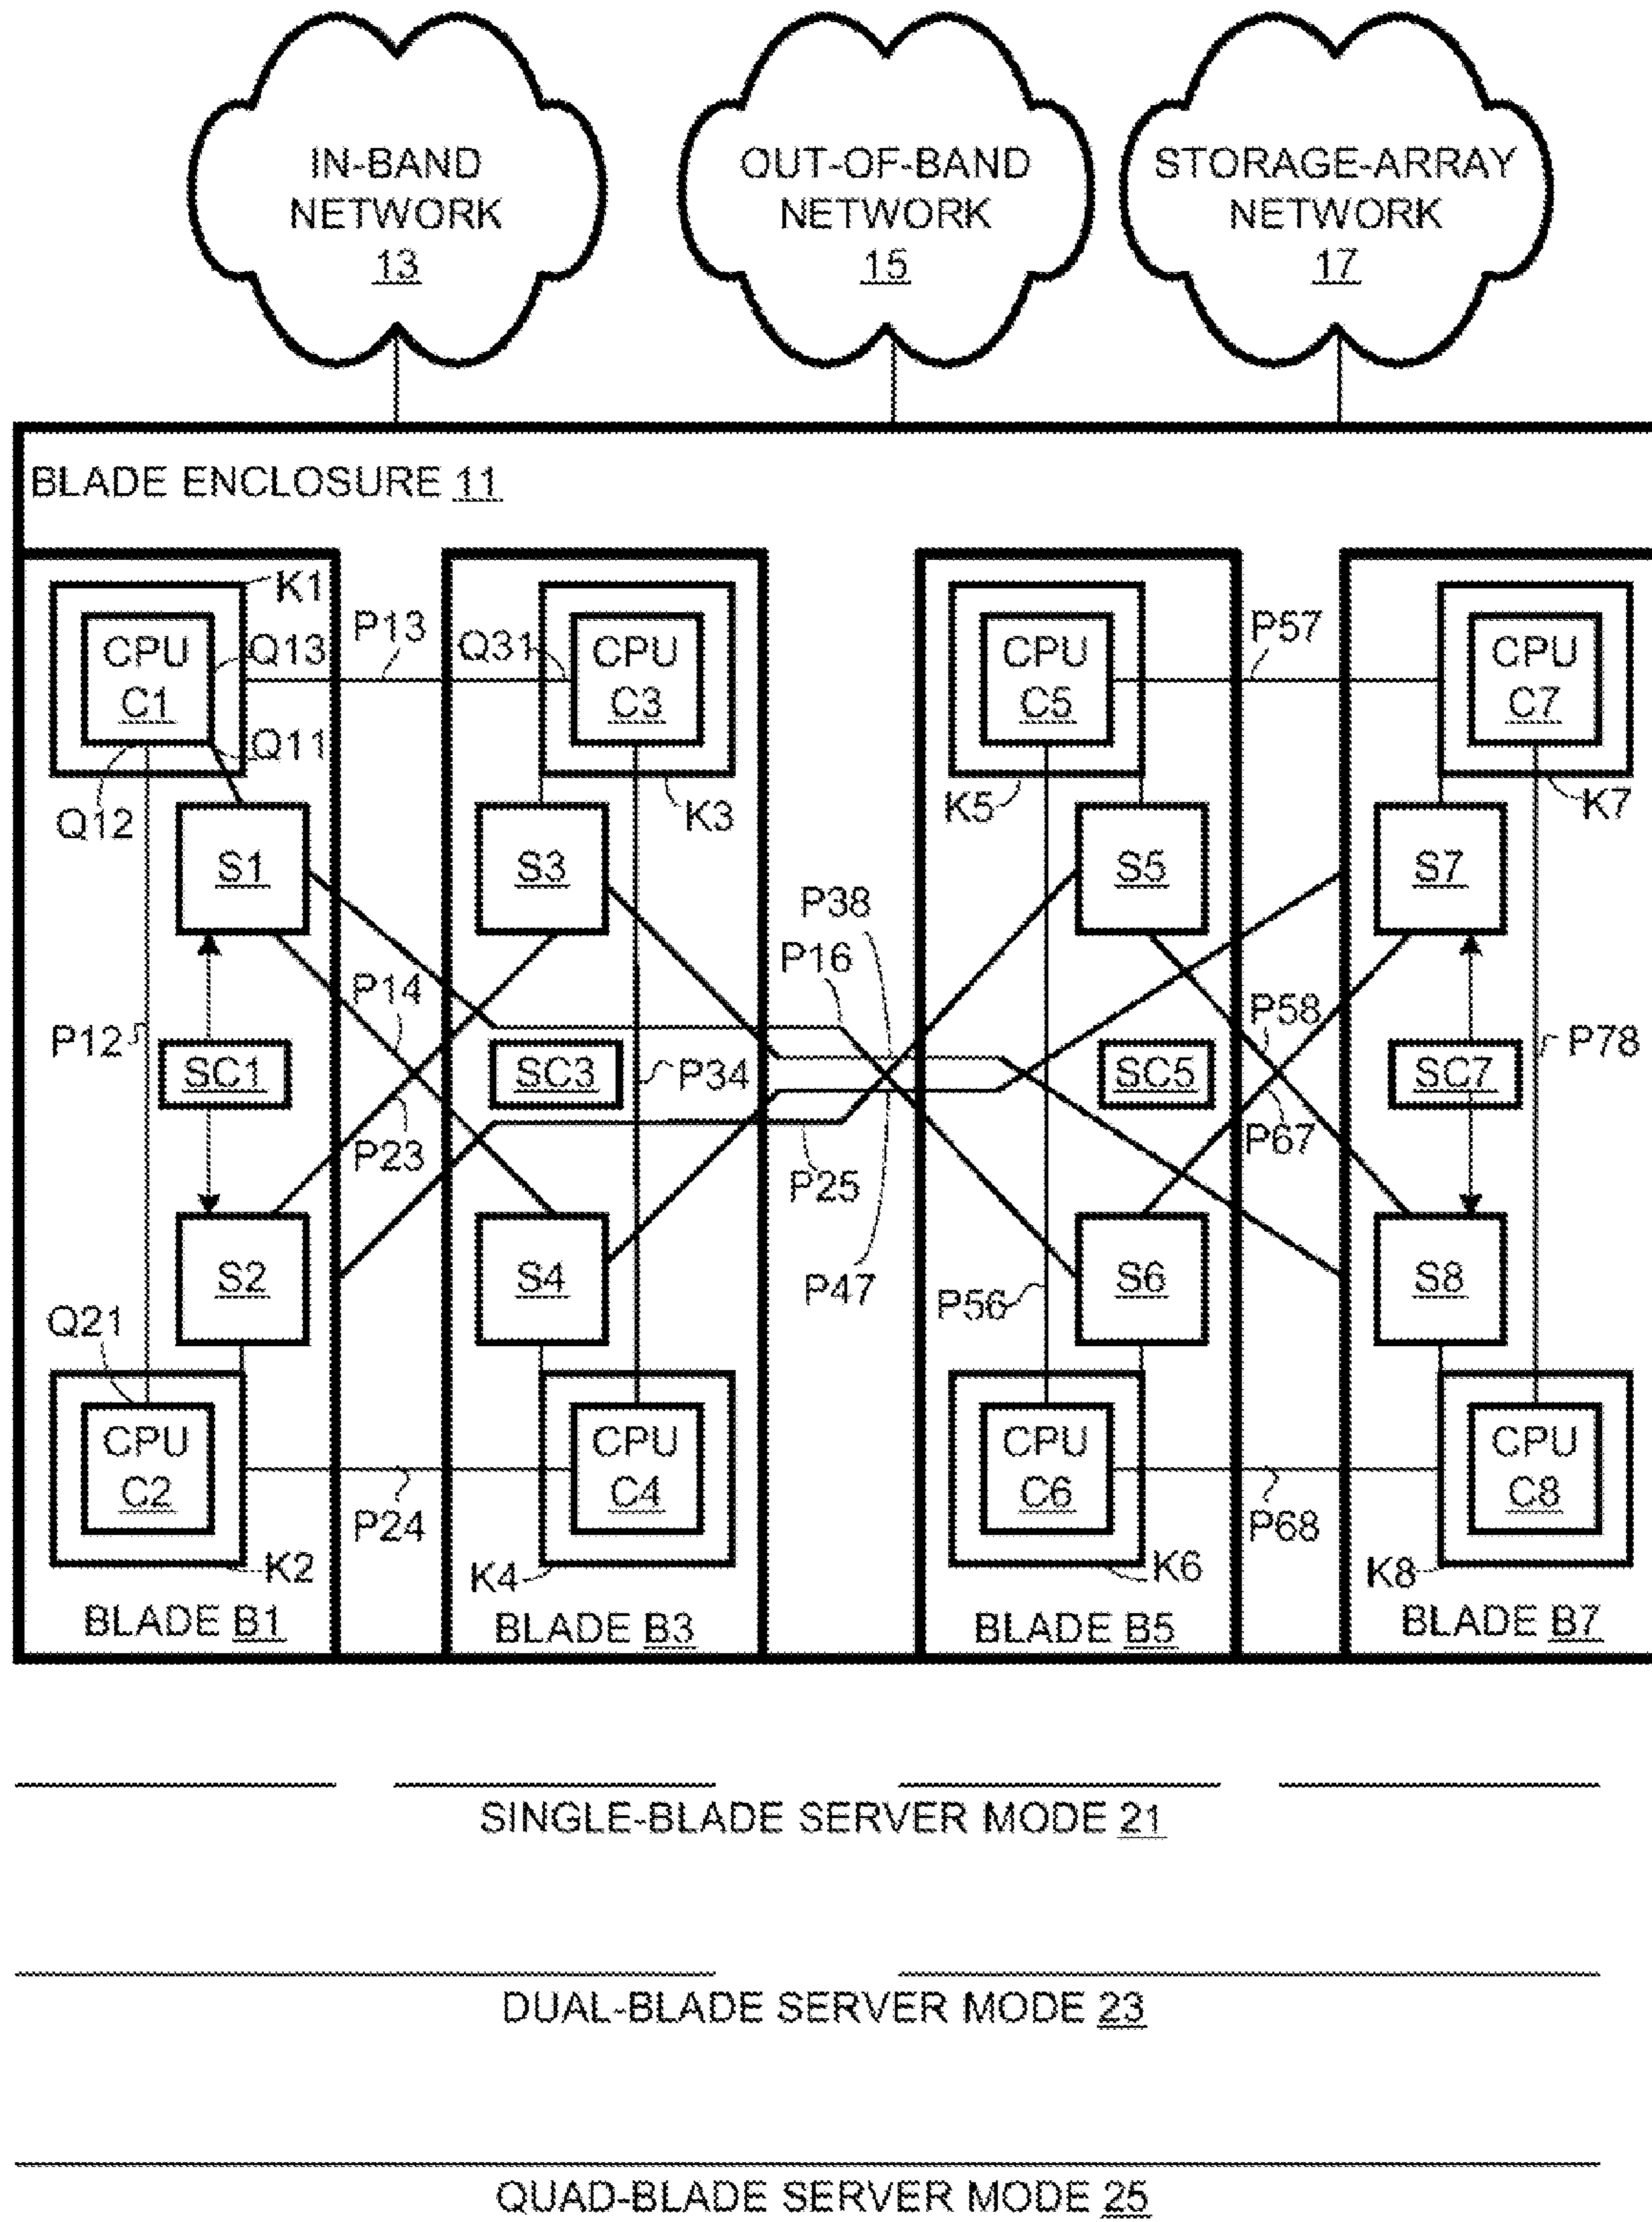 IN-BAND
NETWORK
13
OUT-OF-BAND
NETWORK
15
STORAGE-ARRAY
NETWORK
17
BLADE ENCLOSURE 11
K1
CPU
C1
Q13
P13
Q31
CPU
C3
CPU
C5
P57
CPU
C7
Q11
Q12
K3
K5
K7
S1
S3
P38
P16
S5
S7
P14
P12
SC1
SC3
P34
P58
SC5
SC7
P78
P23
P25
P67
S2
S4
P47
P56
S6
S8
Q21
CPU
C2
CPU
C4
CPU
C6
CPU
C8
P24
P68
K2
K4
K6
K8
BLADE B1
BLADE B3
BLADE B5
BLADE B7
SINGLE-BLADE SERVER MODE 21
DUAL-BLADE SERVER MODE 23
QUAD-BLADE SERVER MODE 25